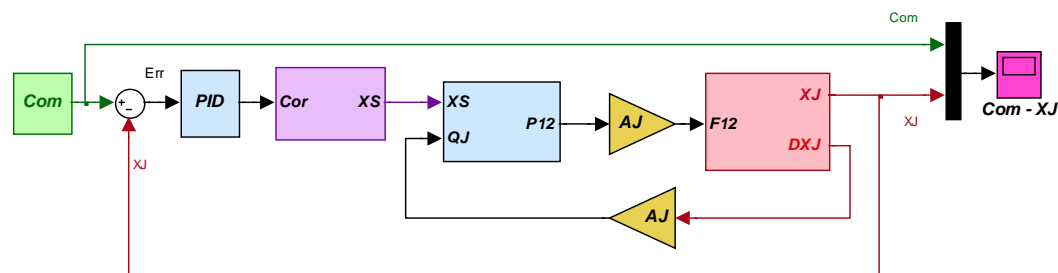 Com
Com
Err
+
−
PID
Cor
XS
XS
QJ
P12
AJ
F12
XJ
DXJ
XJ
Com - XJ
XJ
AJ